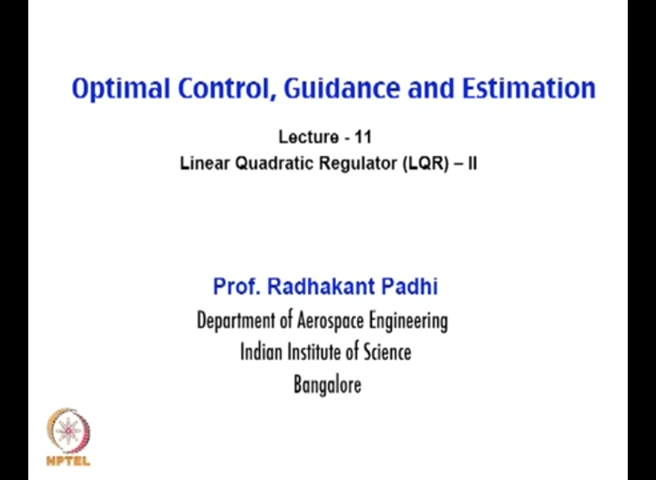 Optimal Control, Guidance and Estimation
Lecture - 11
Linear Quadratic Regulator (LQR) – II
Prof. Radhakant Padhi
Department of Aerospace Engineering
Indian Institute of Science
Bangalore
NPTEL